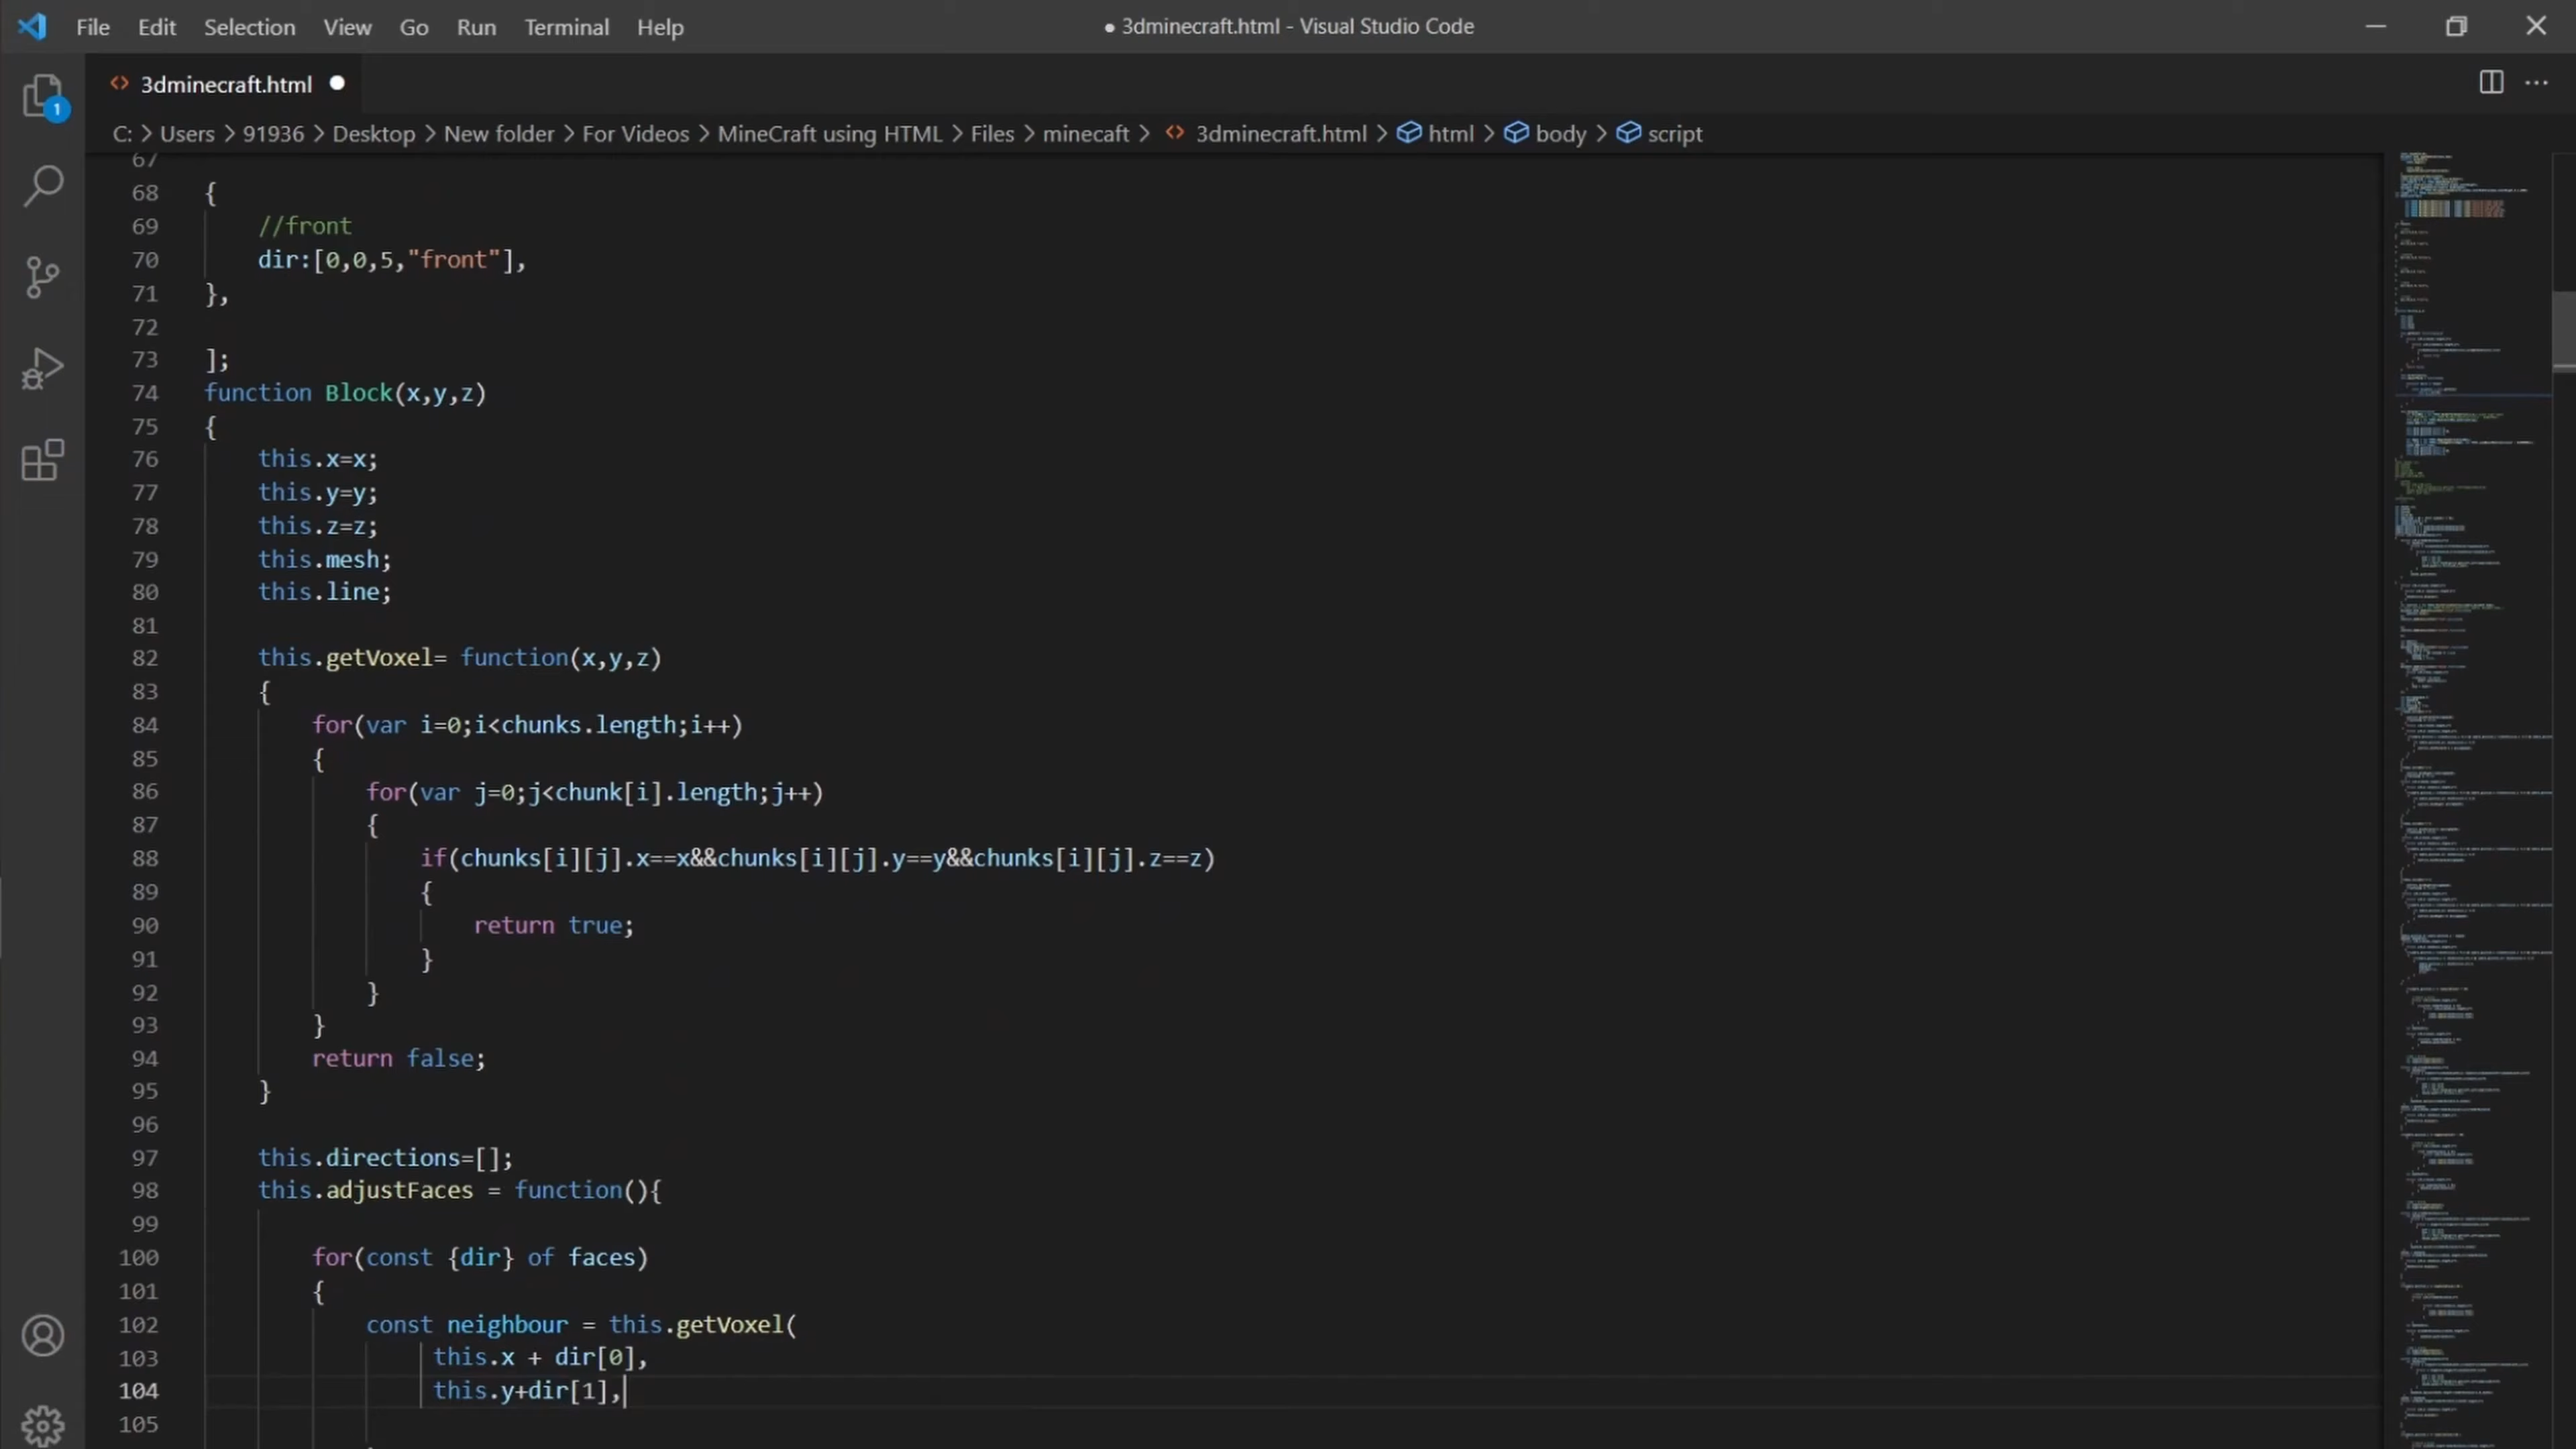 File Edit Selection View Go Run Terminal Help ● 3dminecraft.html - Visual Studio Code
3dminecraft.html
1
C: > Users > 91936 > Desktop > New folder > For Videos > MineCraft using HTML > Files > minecaft > 3dminecraft.html > html > body > script
67
68 {
69 //front
70 dir:[0,0,5,"front"],
71 },
72
73 ];
74 function Block(x,y,z)
75 {
76 this.x=x;
77 this.y=y;
78 this.z=z;
79 this.mesh;
80 this.line;
81
82 this.getVoxel= function(x,y,z)
83 {
84 for(var i=0;i<chunks.length;i++)
85 {
86 for(var j=0;j<chunk[i].length;j++)
87 {
88 if(chunks[i][j].x==x&&chunks[i][j].y==y&&chunks[i][j].z==z)
89 {
90 return true;
91 }
92 }
93 }
94 return false;
95 }
96
97 this.directions=[];
98 this.adjustFaces = function(){
99
100 for(const {dir} of faces)
101 {
102 const neighbour = this.getVoxel(
103 this.x + dir[0],
104 this.y+dir[1],
105